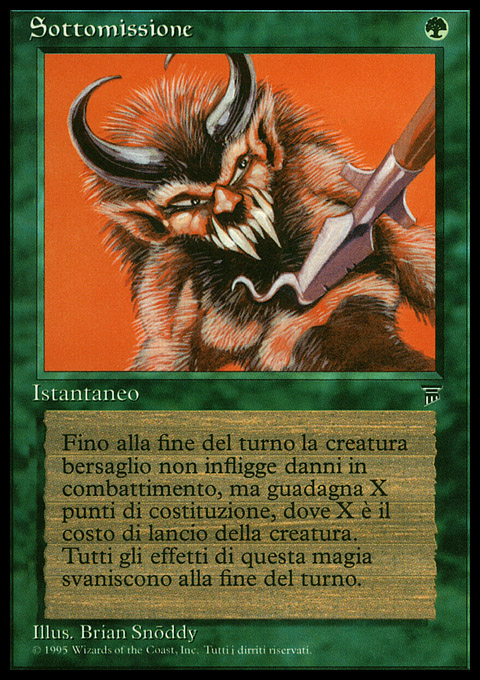 Sottomissione
Istantaneo
Fino alla fine del turno la creatura
bersaglio non infligge danni in
combattimento, ma guadagna X
punti di costituzione, dove X è il
costo di lancio della creatura.
Tutti gli effetti di questa magia
svaniscono alla fine del turno.
Illus. Brian Snōddy
© 1995 Wizards of the Coast, Inc. Tutti i dirriti riservati.